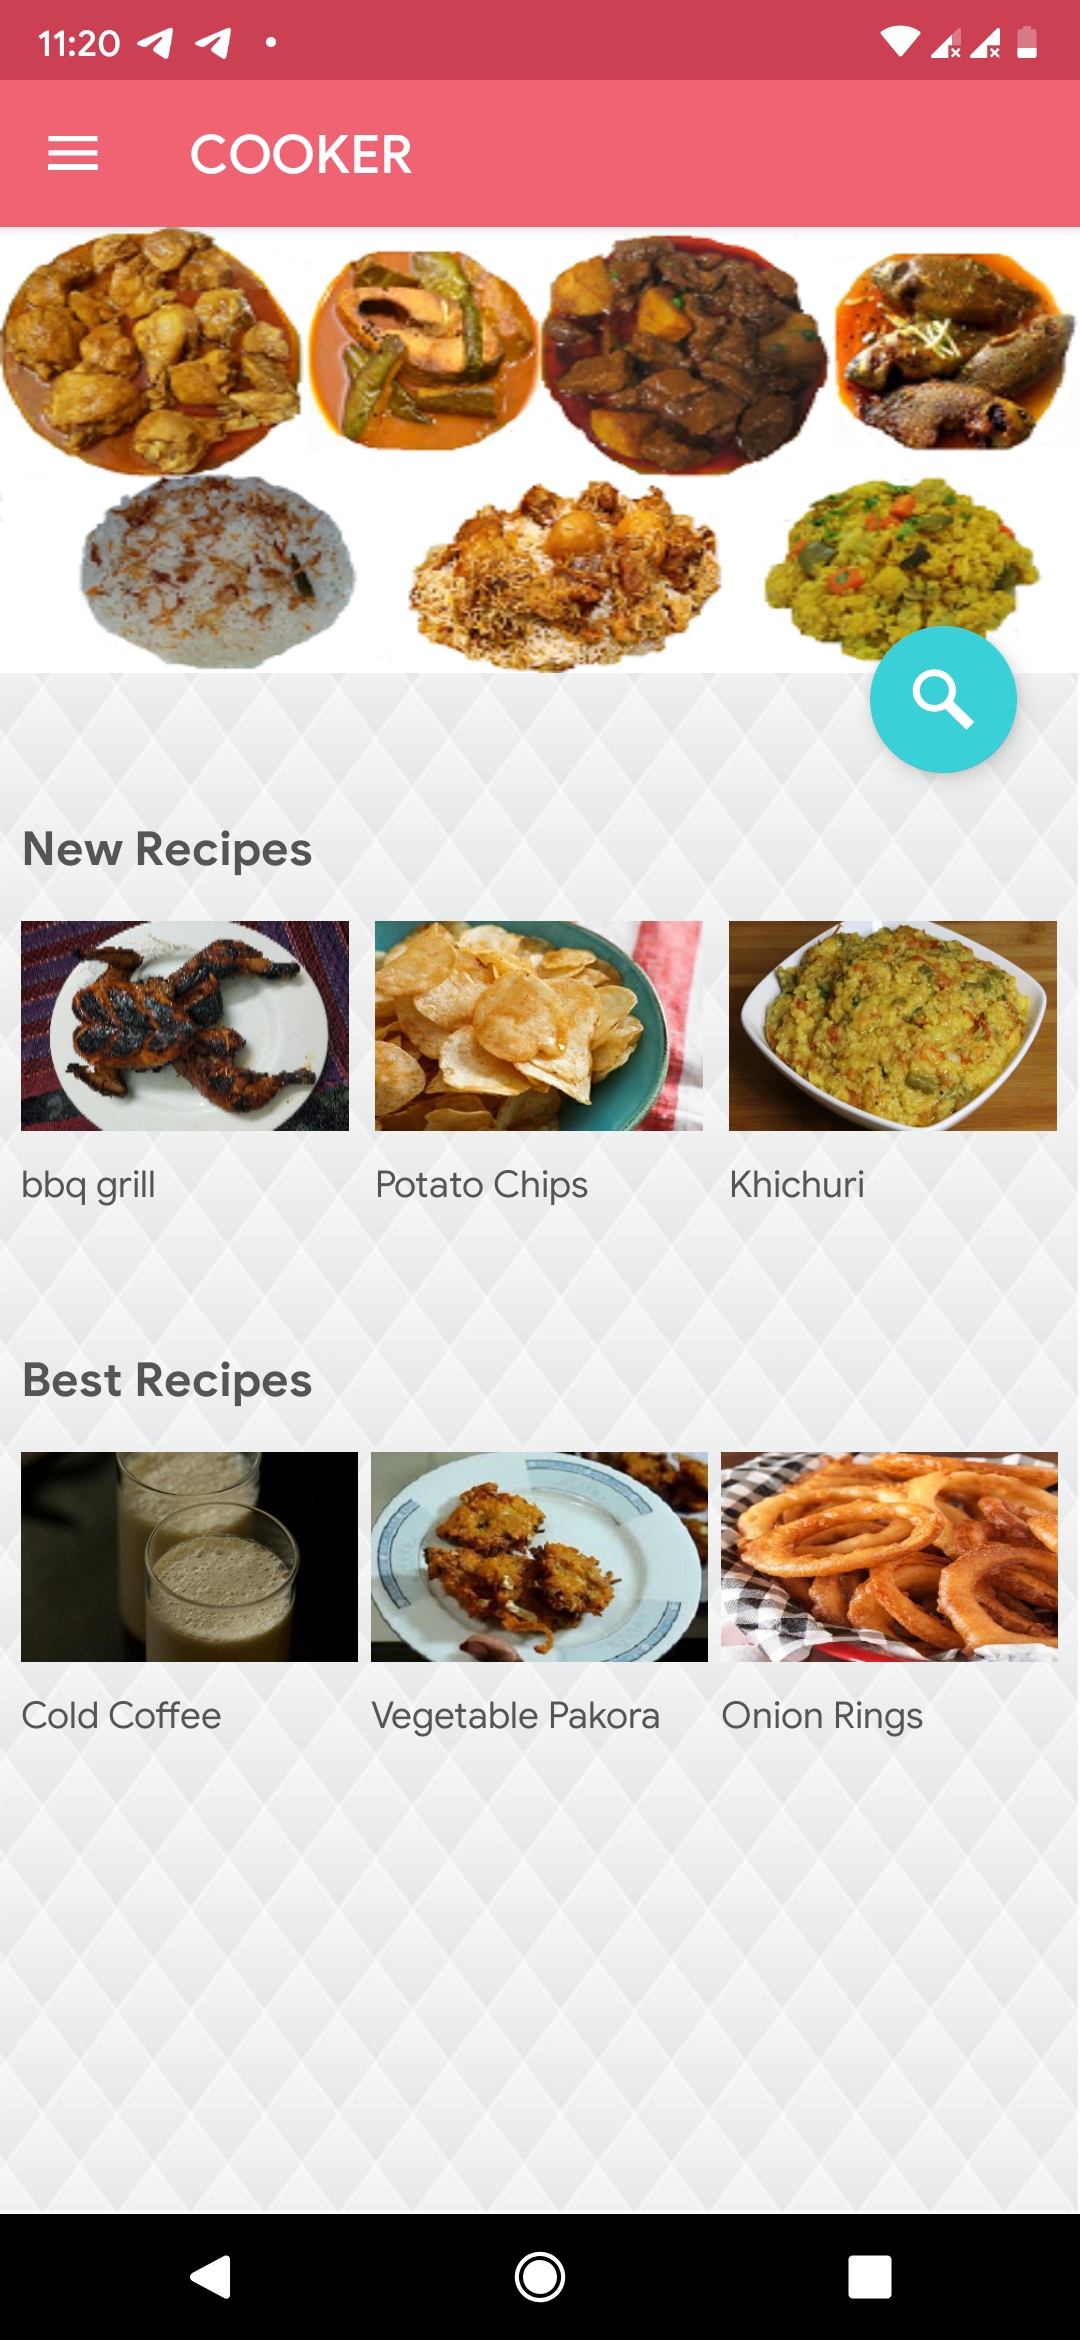 11:20
COOKER
New Recipes
bbq grill
Potato Chips
Khichuri
Best Recipes
Cold Coffee
Vegetable Pakora
Onion Rings